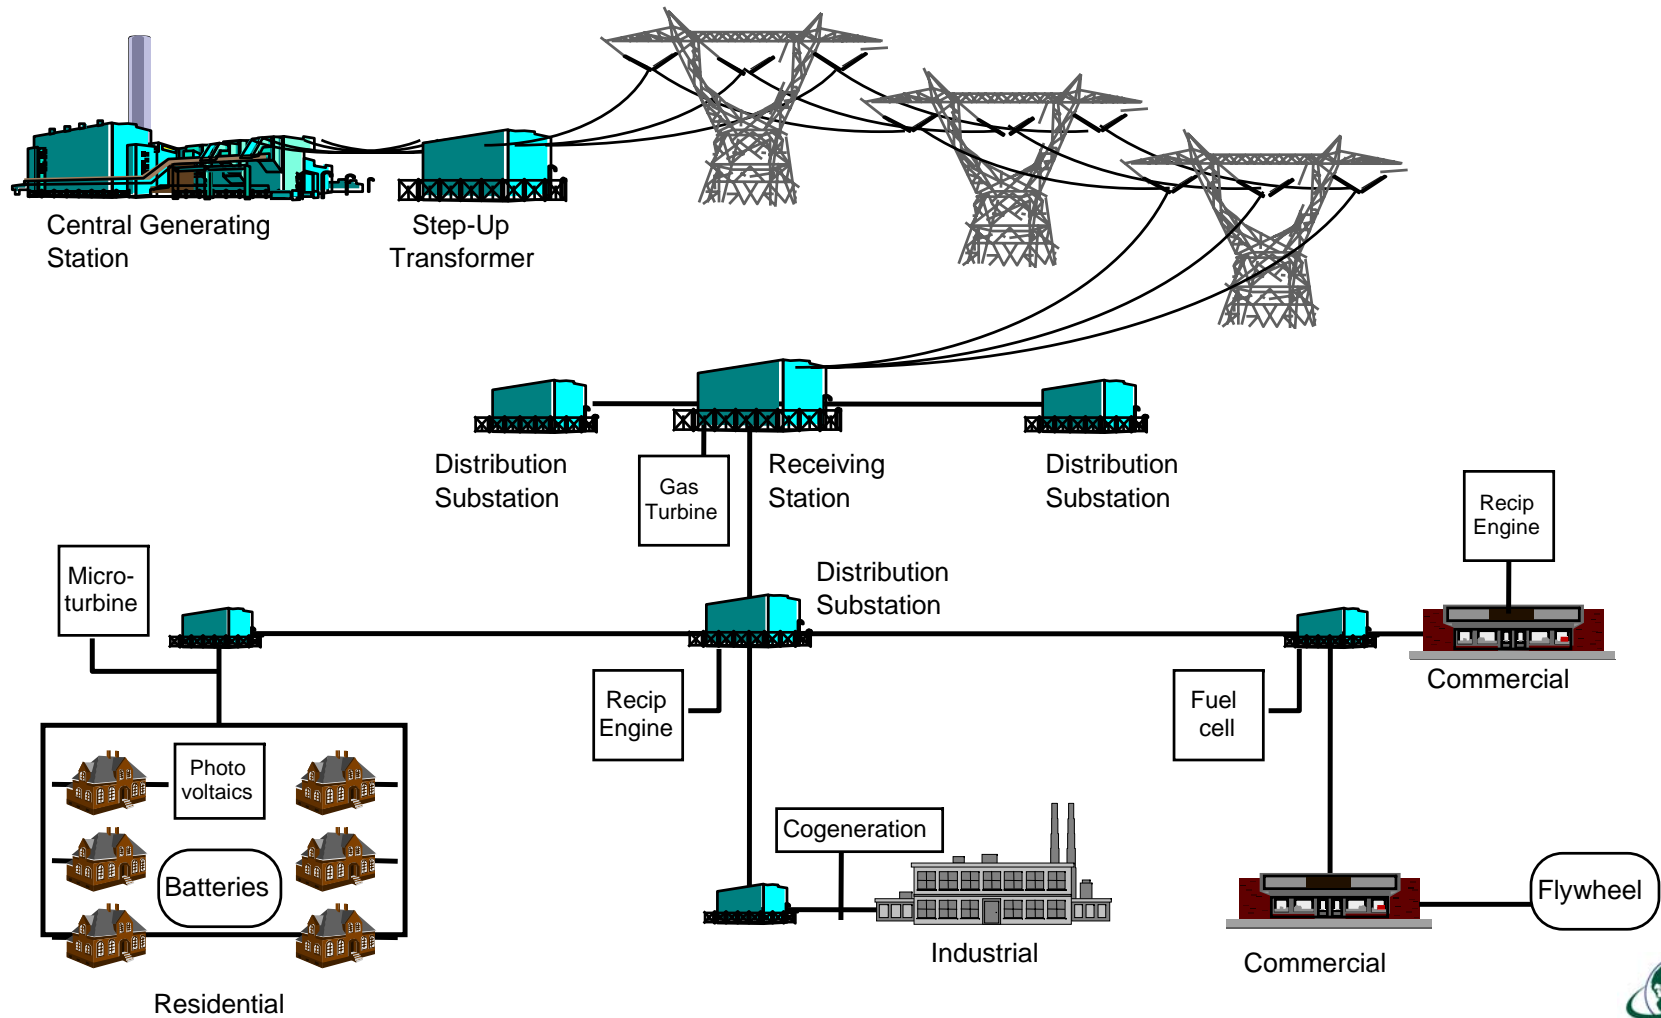 Central Generating
Station
Step-Up
Transformer
Distribution
Substation
Gas
Turbine
Receiving
Station
Distribution
Substation
Recip
Engine
Micro-
turbine
Distribution
Substation
Commercial
Recip
Engine
Fuel
cell
Photo
voltaics
Batteries
Cogeneration
Flywheel
Industrial
Commercial
Residential